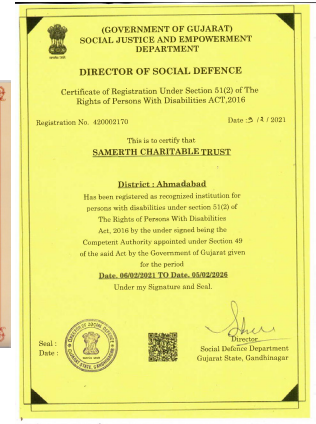 (GOVERNMENT OF GUJARAT)
SOCIAL JUSTICE AND EMPOWERMENT
DEPARTMENT
DIRECTOR OF SOCIAL DEFENCE
Certificate of Registration Under Section 51(2) of The
Rights of Persons With Disabilities ACT,2016
Registration No. 420002170
Date : / / 2021
This is to certify that
SAMERTH CHARITABLE TRUST
District : Ahmadabad
Has been registered as recognized institution for
persons with disabilities under section 51(2) of
The Rights of Persons With Disabilities
Act, 2016 by the under signed being the
Competent Authority appointed under Section 49
of the said Act by the Government of Gujarat given
for the period
Date. 06/02/2021 TO Date. 05/02/2026
Under my Signature and Seal.
Seal :
Date :
Director
Social Defence Department
Gujarat State, Gandhinagar